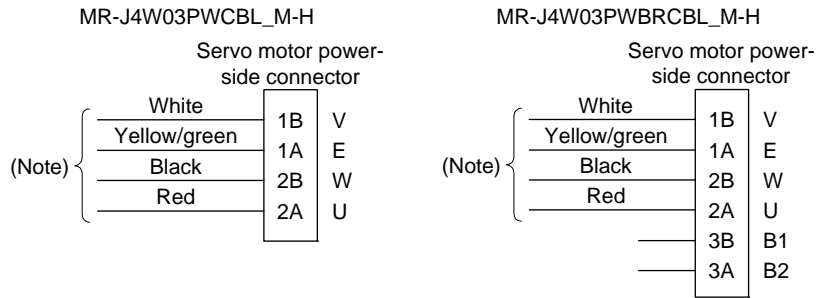 MR-J4W03PWCBL_M-H
Servo motor power-
side connector
White
1B V
Yellow/green
1A E
(Note)
Black
2B W
Red
2A U
MR-J4W03PWBRCBL_M-H
Servo motor power-
side connector
White
1B V
Yellow/green
1A E
(Note)
Black
2B W
Red
2A U
3B B1
3A B2